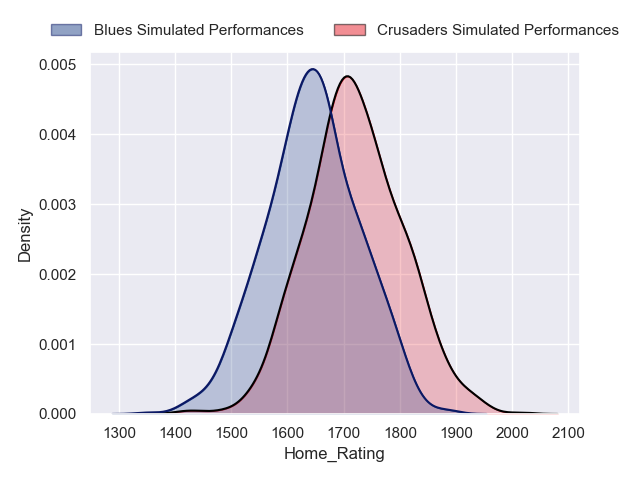 Blues Simulated Performances Crusaders Simulated Performances
0.005
0.004
0.003
0.002
0.001
0.000
Density
1300 1400 1500 1600 1700 1800 1900 2000 2100
Home_Rating